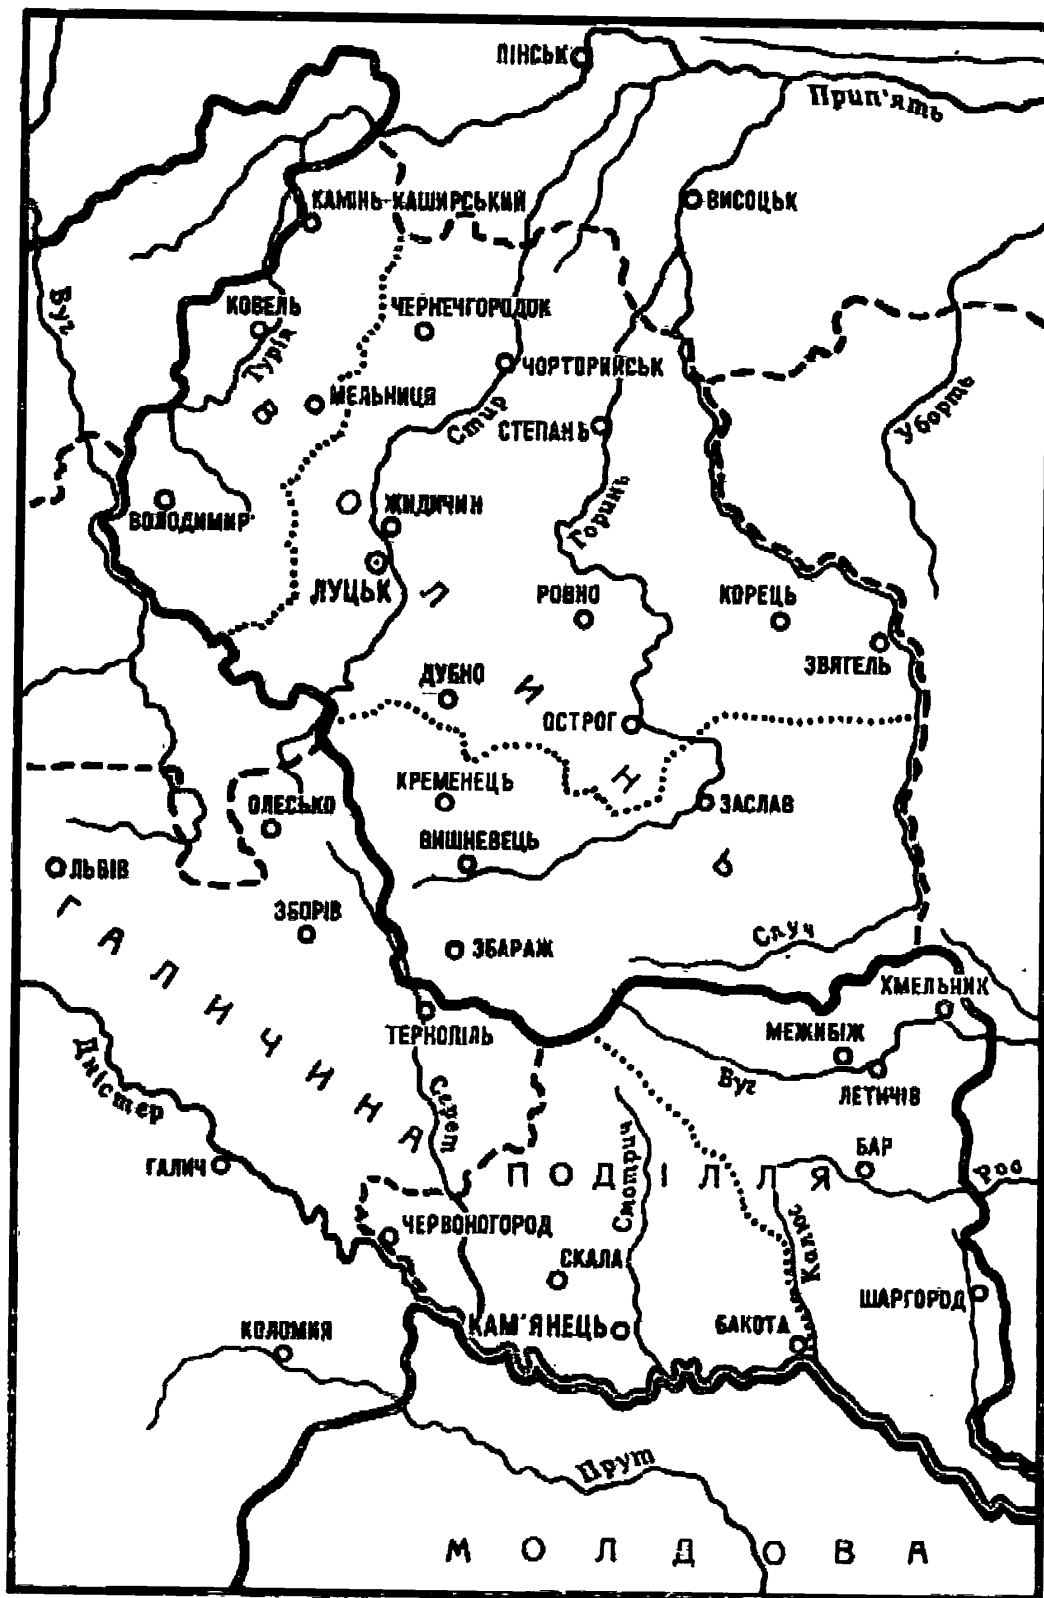 ПІНСЬК
Прип'ять
КАМІНЬ-КАШИРСЬКИЙ
ВИСОЦЬК
Буг
КОВЕЛЬ
ЧЕРНЕЧГОРОДОК
Турія
ЧОРТОРИЙСЬК
МЕЛЬНИЦЯ
Стир
СТЕПАНЬ
Уборть
ВОЛОДИМИР
ЖИДИЧИН
Горинь
ЛУЦЬК
РОВНО
КОРЕЦЬ
ЗВЯГЕЛЬ
ДУБНО
ОСТРОГ
В О Л И Н Ь
КРЕМЕНЕЦЬ
ЗАСЛАВ
ОЛЕСЬКО
ВИШНЕВЕЦЬ
ЛЬВІВ
ЗБОРІВ
ЗБАРАЖ
Случ
ХМЕЛЬНИК
ТЕРНОПІЛЬ
МЕЖИБІЖ
ГАЛИЧИНА
Дністер
Серет
Буг
ЛЕТИЧІВ
Смотрич
БАР
ГАЛИЧ
ПОДІЛЛЯ
Рос
ЧЕРВОНОГОРОД
СКАЛА
Калюс
ШАРГОРОД
КОЛОМИЯ
КАМ'ЯНЕЦЬ
БАКОТА
Прут
МОЛДОВА